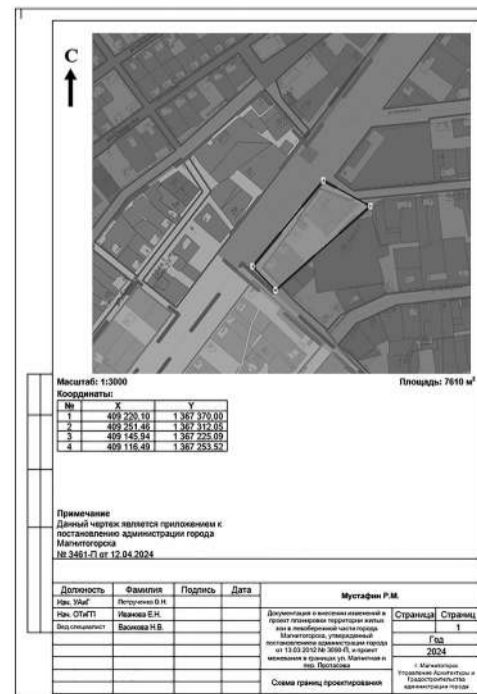 С
Масштаб: 1:3000
Площадь: 7610 м²
Координаты:
№ X Y
1 409 220,10 1 367 370,00
2 409 251,46 1 367 312,05
3 409 145,94 1 367 225,09
4 409 116,49 1 367 253,52
Примечание
Данный чертеж является приложением к
постановлению администрации города
Магнитогорска
№ 3461-П от 12.04.2024
Должность Фамилия Подпись Дата
Мустафин Р.М.
Нач. УАиГ Петрученко О.Н.
Нач. ОТиГП Иванова Е.Н.
Вед.специалист Васикова Н.В.
Документация о внесении изменений в
проект планировки территории жилых
зон в левобережной части города
Магнитогорска, утвержденный
постановлением администрации города
от 13.03.2012 № 3098-П, и проект
межевания в границах ул. Магнитная и
пер. Протасова
Страница Страниц
1
Год
2024
Схема границ проектирования
г. Магнитогорск
Управление Архитектуры и
Градостроительства
администрации города